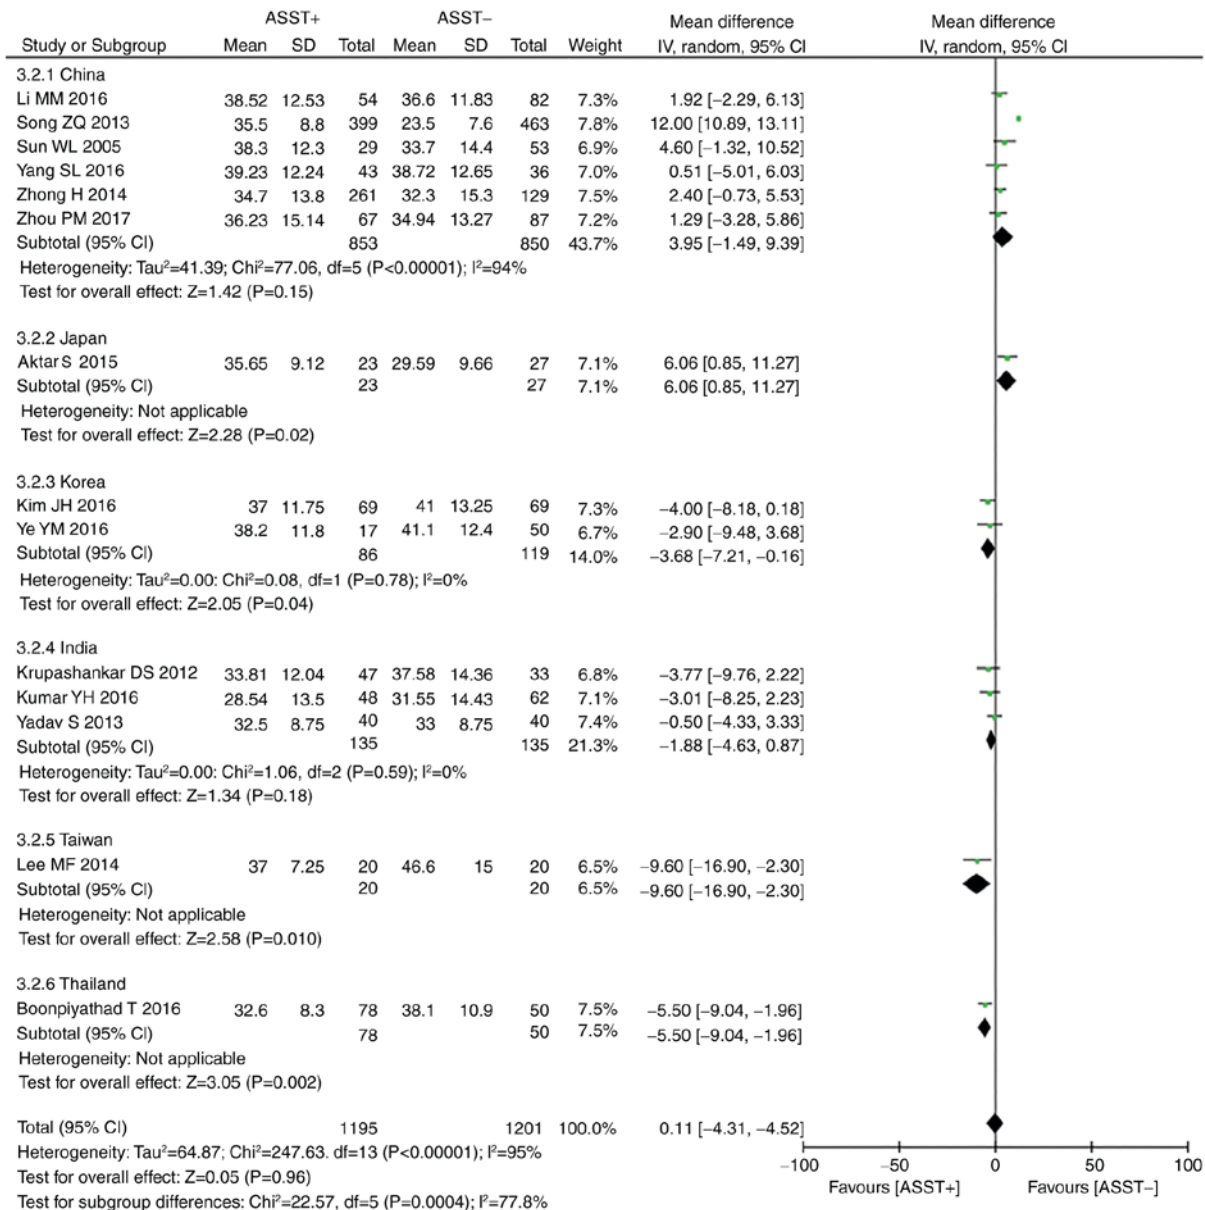 ASST+ ASST− Mean difference Mean difference
Study or Subgroup Mean SD Total Mean SD Total Weight IV, random, 95% CI IV, random, 95% CI
3.2.1 China
Li MM 2016 38.52 12.53 54 36.6 11.83 82 7.3% 1.92 [−2.29, 6.13]
Song ZQ 2013 35.5 8.8 399 23.5 7.6 463 7.8% 12.00 [10.89, 13.11]
Sun WL 2005 38.3 12.3 29 33.7 14.4 53 6.9% 4.60 [−1.32, 10.52]
Yang SL 2016 39.23 12.24 43 38.72 12.65 36 7.0% 0.51 [−5.01, 6.03]
Zhong H 2014 34.7 13.8 261 32.3 15.3 129 7.5% 2.40 [−0.73, 5.53]
Zhou PM 2017 36.23 15.14 67 34.94 13.27 87 7.2% 1.29 [−3.28, 5.86]
Subtotal (95% CI) 853 850 43.7% 3.95 [−1.49, 9.39]
Heterogeneity: Tau²=41.39; Chi²=77.06, df=5 (P<0.00001); I²=94%
Test for overall effect: Z=1.42 (P=0.15)
3.2.2 Japan
Aktar S 2015 35.65 9.12 23 29.59 9.66 27 7.1% 6.06 [0.85, 11.27]
Subtotal (95% CI) 23 27 7.1% 6.06 [0.85, 11.27]
Heterogeneity: Not applicable
Test for overall effect: Z=2.28 (P=0.02)
3.2.3 Korea
Kim JH 2016 37 11.75 69 41 13.25 69 7.3% −4.00 [−8.18, 0.18]
Ye YM 2016 38.2 11.8 17 41.1 12.4 50 6.7% −2.90 [−9.48, 3.68]
Subtotal (95% CI) 86 119 14.0% −3.68 [−7.21, −0.16]
Heterogeneity: Tau²=0.00: Chi²=0.08, df=1 (P=0.78); I²=0%
Test for overall effect: Z=2.05 (P=0.04)
3.2.4 India
Krupashankar DS 2012 33.81 12.04 47 37.58 14.36 33 6.8% −3.77 [−9.76, 2.22]
Kumar YH 2016 28.54 13.5 48 31.55 14.43 62 7.1% −3.01 [−8.25, 2.23]
Yadav S 2013 32.5 8.75 40 33 8.75 40 7.4% −0.50 [−4.33, 3.33]
Subtotal (95% CI) 135 135 21.3% −1.88 [−4.63, 0.87]
Heterogeneity: Tau²=0.00: Chi²=1.06, df=2 (P=0.59); I²=0%
Test for overall effect: Z=1.34 (P=0.18)
3.2.5 Taiwan
Lee MF 2014 37 7.25 20 46.6 15 20 6.5% −9.60 [−16.90, −2.30]
Subtotal (95% CI) 20 20 6.5% −9.60 [−16.90, −2.30]
Heterogeneity: Not applicable
Test for overall effect: Z=2.58 (P=0.010)
3.2.6 Thailand
Boonpiyathad T 2016 32.6 8.3 78 38.1 10.9 50 7.5% −5.50 [−9.04, −1.96]
Subtotal (95% CI) 78 50 7.5% −5.50 [−9.04, −1.96]
Heterogeneity: Not applicable
Test for overall effect: Z=3.05 (P=0.002)
Total (95% CI) 1195 1201 100.0% 0.11 [−4.31, −4.52]
Heterogeneity: Tau²=64.87; Chi²=247.63. df=13 (P<0.00001); I²=95%
−100 −50 0 50 100
Test for overall effect: Z=0.05 (P=0.96)
Favours [ASST+] Favours [ASST−]
Test for subgroup differences: Chi²=22.57, df=5 (P=0.0004); I²=77.8%